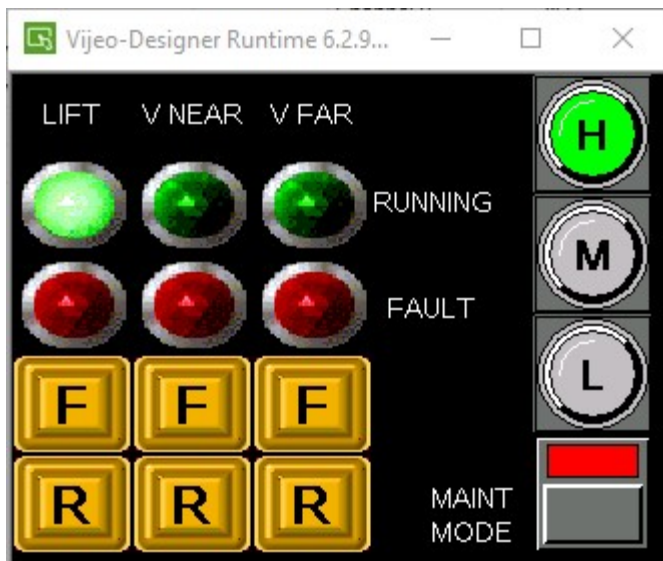 Vijeo-Designer Runtime 6.2.9...
LIFT V NEAR V FAR
H
RUNNING
M
FAULT
L
F F F
R R R
MAINT
MODE